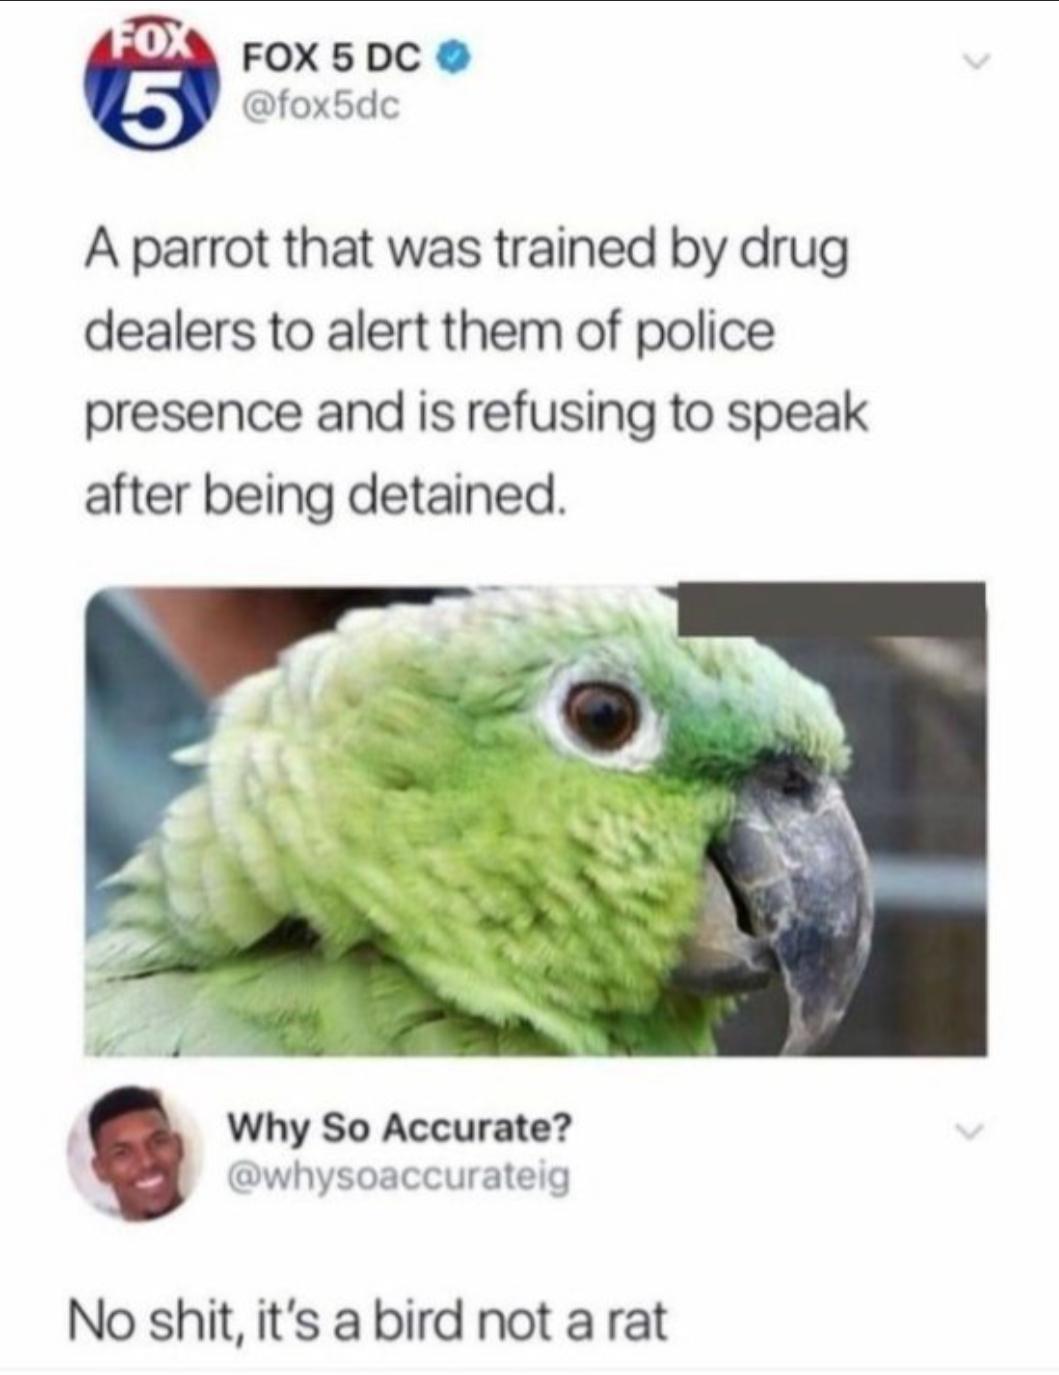 FOX
5
FOX 5 DC
@fox5dc
A parrot that was trained by drug
dealers to alert them of police
presence and is refusing to speak
after being detained.
Why So Accurate?
@whysoaccurateig
No shit, it's a bird not a rat